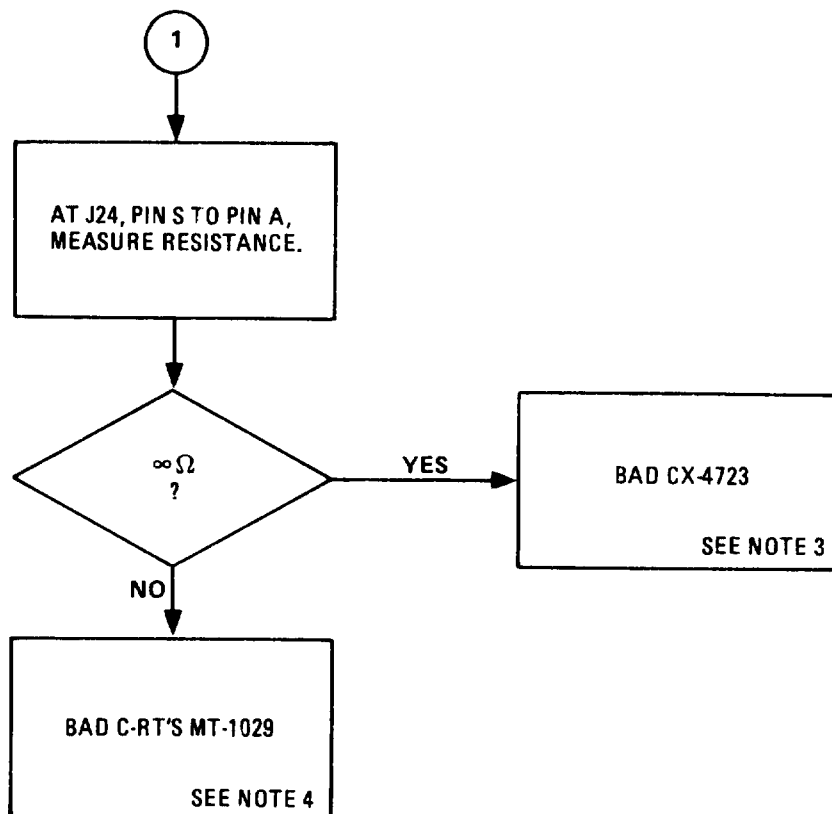 1
AT J24, PIN S TO PIN A,
MEASURE RESISTANCE.
∞ Ω
?
YES
BAD CX-4723
SEE NOTE 3
NO
BAD C-RT'S MT-1029
SEE NOTE 4